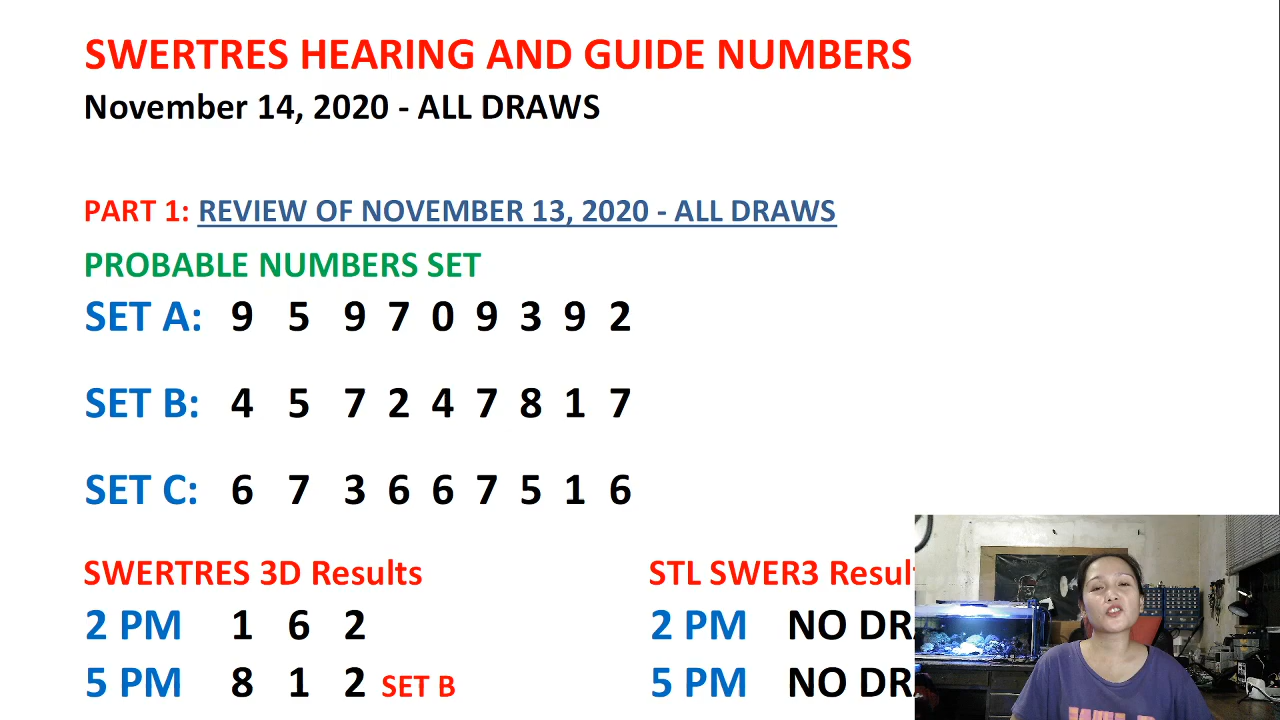 SWERTRES HEARING AND GUIDE NUMBERS
November 14, 2020 - ALL DRAWS
PART 1: REVIEW OF NOVEMBER 13, 2020 - ALL DRAWS
PROBABLE NUMBERS SET
SET A: 9 5 9 7 0 9 3 9 2
SET B: 4 5 7 2 4 7 8 1 7
SET C: 6 7 3 6 6 7 5 1 6
SWERTRES 3D Results
2 PM 1 6 2
5 PM 8 1 2 SET B
STL SWER3 Result
2 PM NO DR
5 PM NO DR